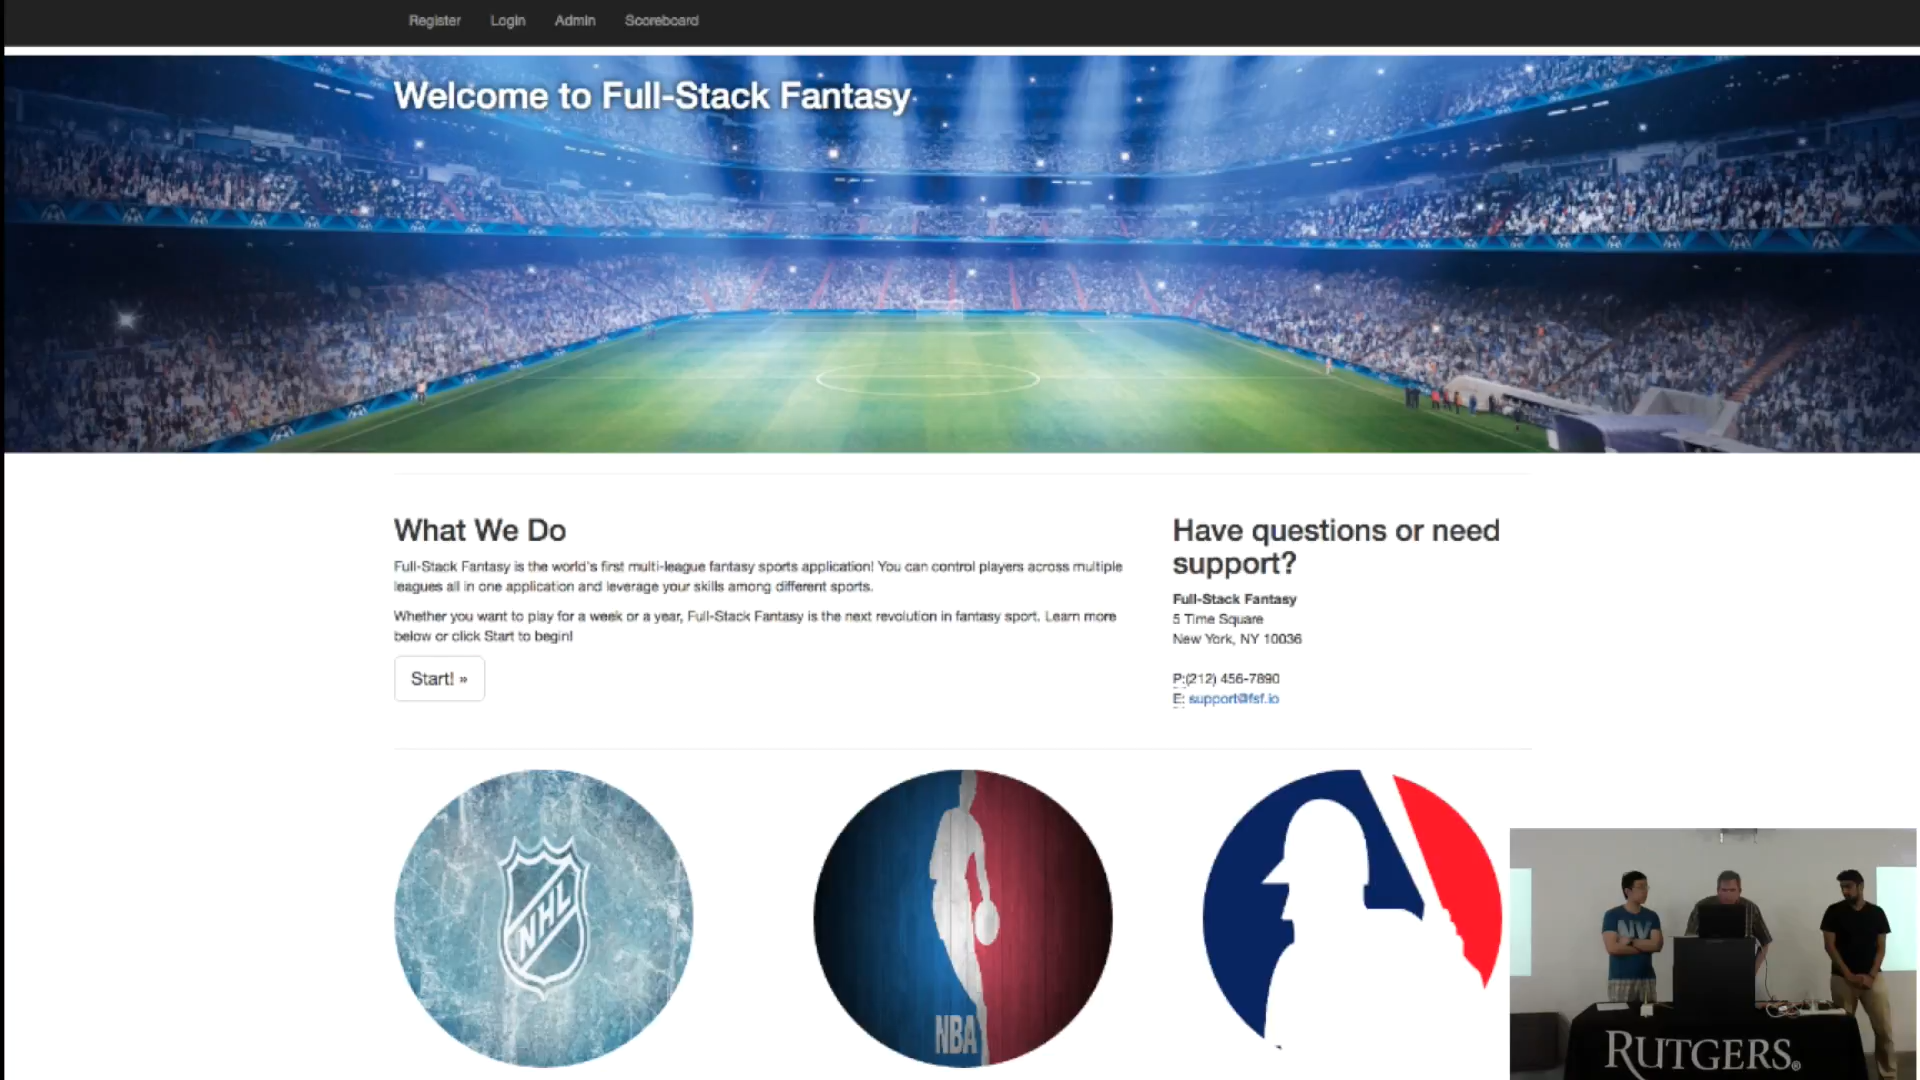 Register Login Admin Scoreboard
Welcome to Full-Stack Fantasy
What We Do
Full-Stack Fantasy is the world's first multi-league fantasy sports application! You can control players across multiple
leagues all in one application and leverage your skills among different sports.
Whether you want to play for a week or a year, Full-Stack Fantasy is the next revolution in fantasy sport. Learn more
below or click Start to begin!
Start! »
Have questions or need
support?
Full-Stack Fantasy
5 Time Square
New York, NY 10036
P:(212) 456-7890
E: support@fsf.io
NHL
NBA
NY
RUTGERS®